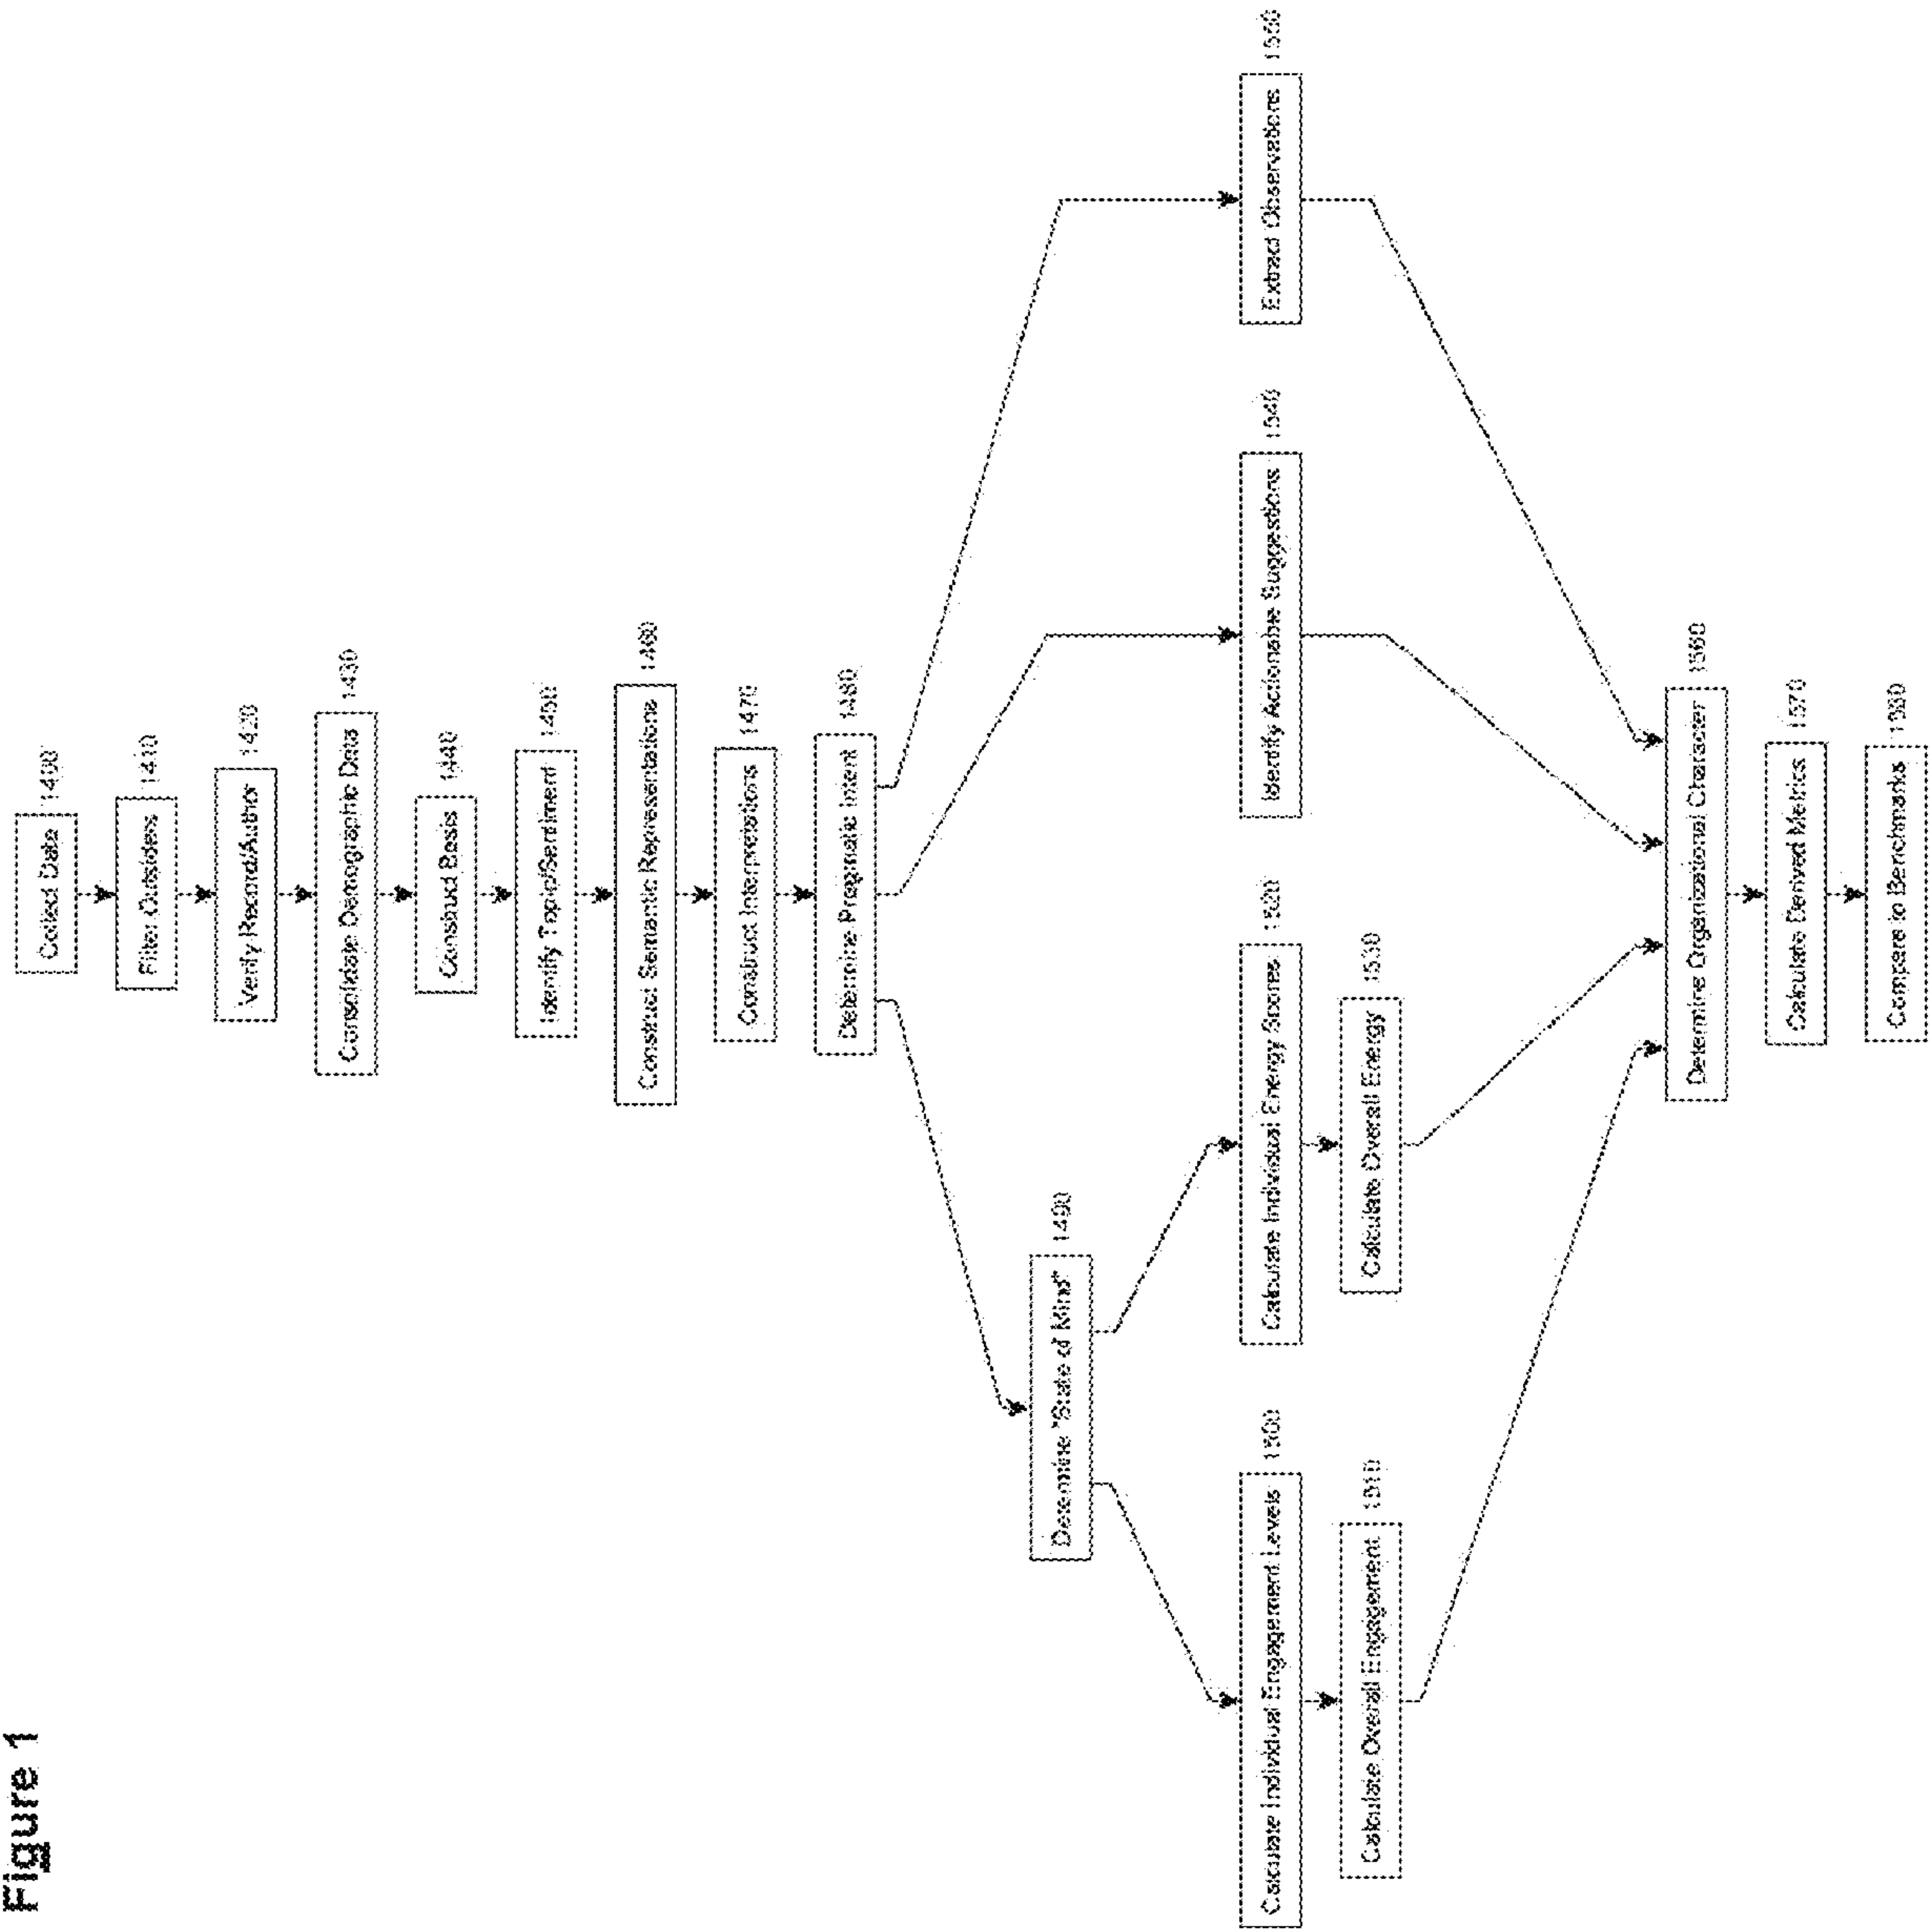 Figure 1
Collect Data 1400
Filter Outsiders 1410
Verify Record/Author 1420
Consolidate Demographic Data 1430
Construct Basis 1440
Identify Topic/Sentiment 1450
Construct Semantic Representations 1460
Construct Interpretations 1470
Determine Pragmatic Intent 1480
Determine "State of Mind" 1490
Calculate Individual Engagement Levels 1500
Calculate Individual Energy Scores 1520
Identify Actionable Suggestions 1540
Extract Observations 1550
Calculate Overall Engagement 1510
Calculate Overall Energy 1530
Determine Organizational Character 1560
Calculate Derived Metrics 1570
Compare to Benchmarks 1580